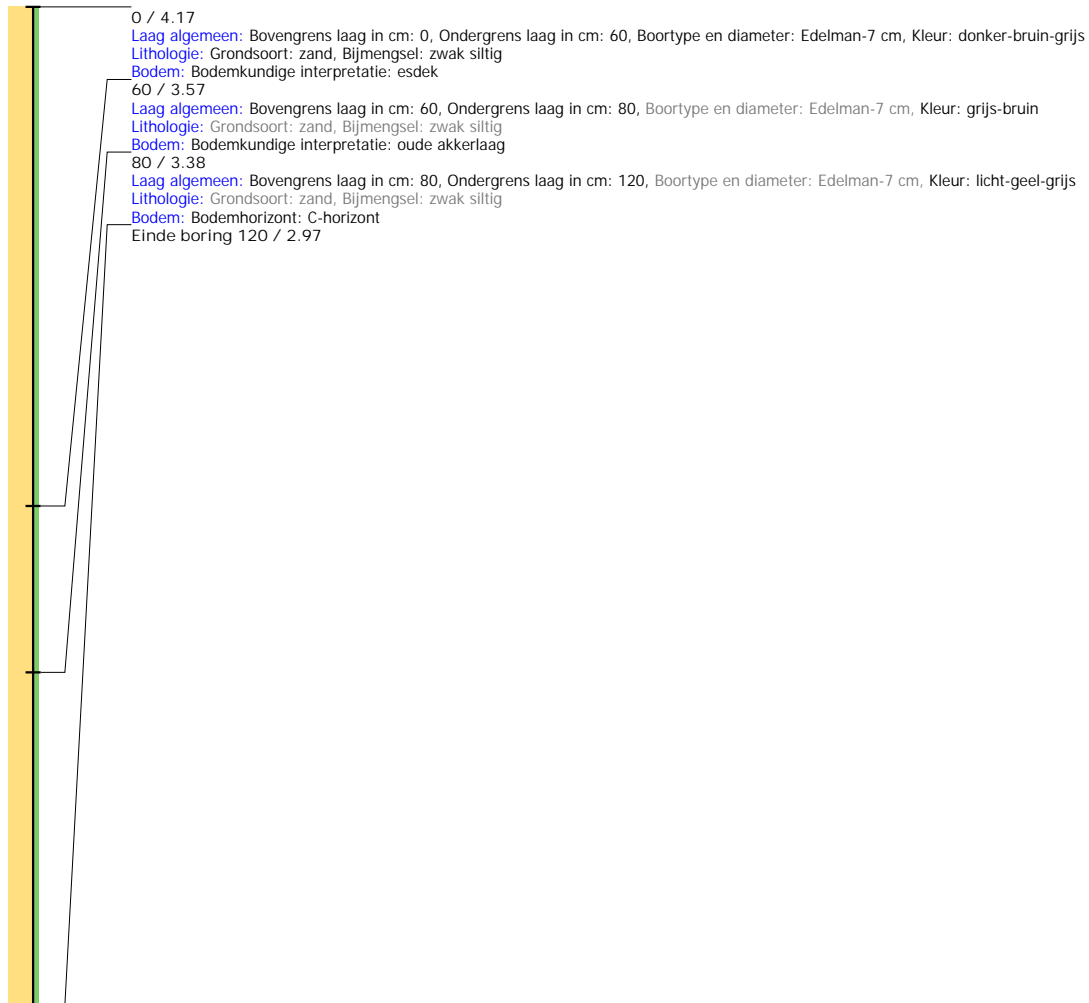 0 / 4.17
Laag algemeen: Bovengrens laag in cm: 0, Ondergrens laag in cm: 60, Boortype en diameter: Edelman-7 cm, Kleur: donker-bruin-grijs
Lithologie: Grondsoort: zand, Bijmengsel: zwak siltig
Bodem: Bodemkundige interpretatie: esdek
60 / 3.57
Laag algemeen: Bovengrens laag in cm: 60, Ondergrens laag in cm: 80, Boortype en diameter: Edelman-7 cm, Kleur: grijs-bruin
Lithologie: Grondsoort: zand, Bijmengsel: zwak siltig
Bodem: Bodemkundige interpretatie: oude akkerlaag
80 / 3.38
Laag algemeen: Bovengrens laag in cm: 80, Ondergrens laag in cm: 120, Boortype en diameter: Edelman-7 cm, Kleur: licht-geel-grijs
Lithologie: Grondsoort: zand, Bijmengsel: zwak siltig
Bodem: Bodemhorizont: C-horizont
Einde boring 120 / 2.97